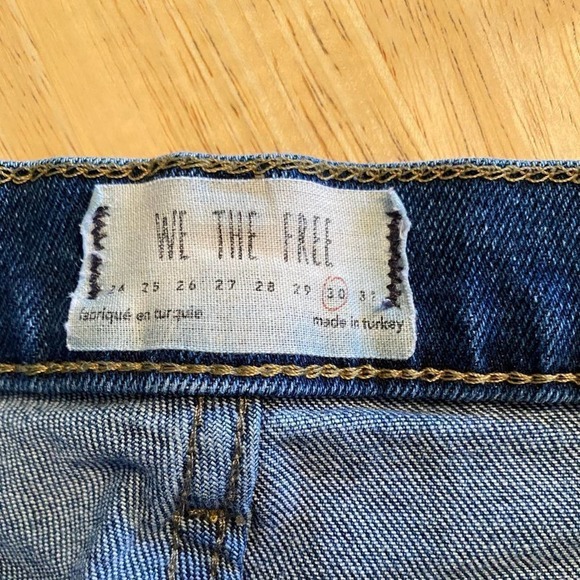 WE THE FREE
24 25 26 27 28 29 30 31
fabriqué en turquie made in turkey